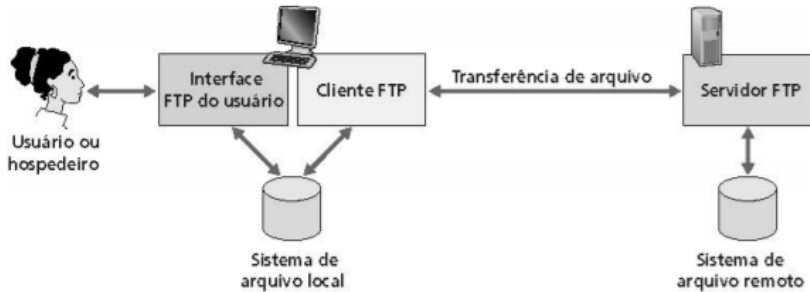 Usuário ou
hospedeiro
Interface
FTP do usuário
Cliente FTP
Transferência de arquivo
Servidor FTP
Sistema de
arquivo local
Sistema de
arquivo remoto